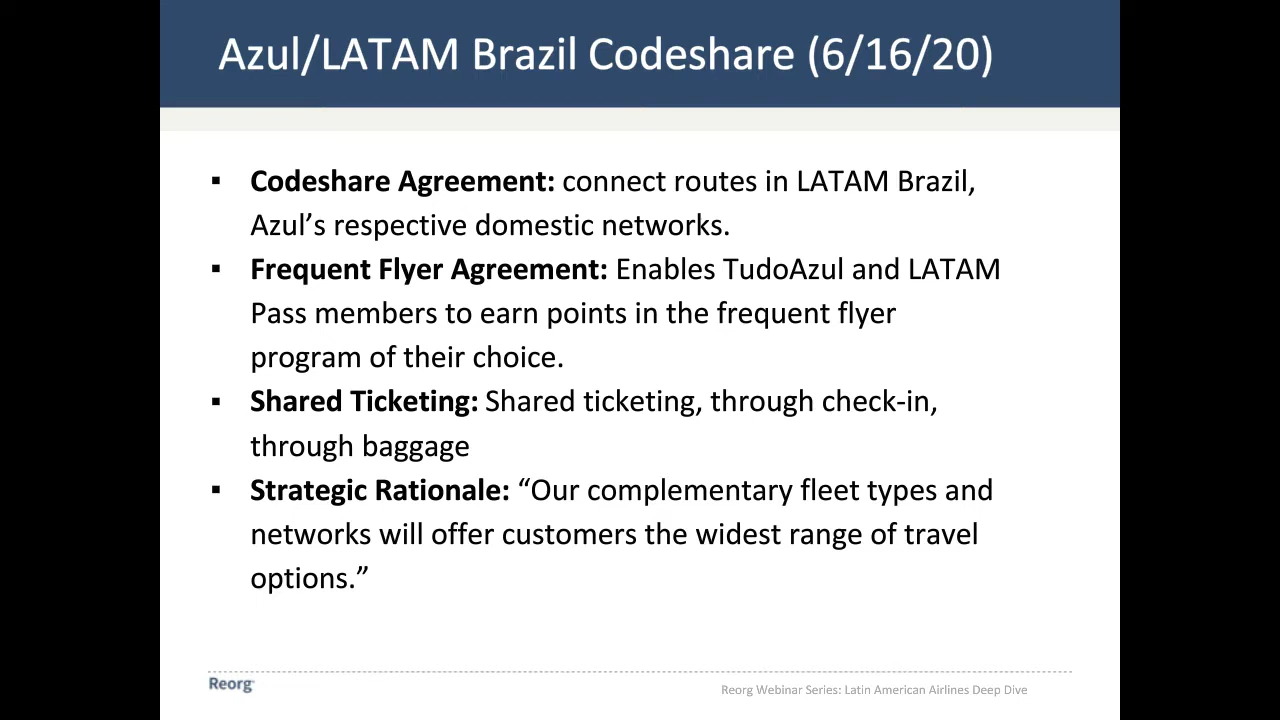 Azul/LATAM Brazil Codeshare (6/16/20)
▪ Codeshare Agreement: connect routes in LATAM Brazil,
Azul’s respective domestic networks.
▪ Frequent Flyer Agreement: Enables TudoAzul and LATAM
Pass members to earn points in the frequent flyer
program of their choice.
▪ Shared Ticketing: Shared ticketing, through check-in,
through baggage
▪ Strategic Rationale: “Our complementary fleet types and
networks will offer customers the widest range of travel
options.”
Reorg
Reorg Webinar Series: Latin American Airlines Deep Dive